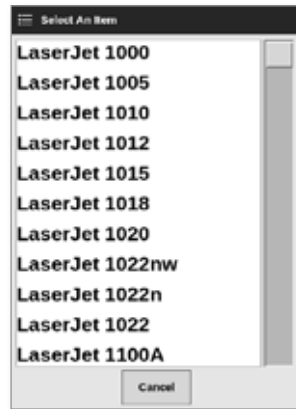 Select An Item
LaserJet 1000
LaserJet 1005
LaserJet 1010
LaserJet 1012
LaserJet 1015
LaserJet 1018
LaserJet 1020
LaserJet 1022nw
LaserJet 1022n
LaserJet 1022
LaserJet 1100A
Cancel